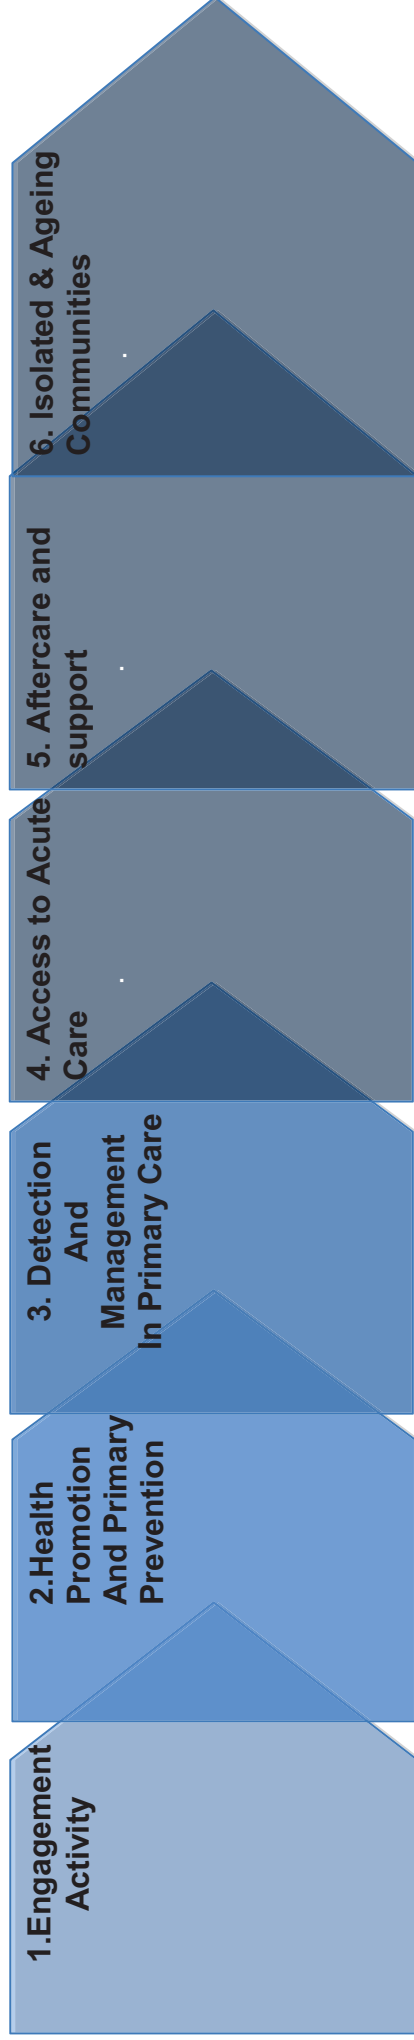 1.Engagement
Activity
2.Health
Promotion
And Primary
Prevention
3. Detection
And
Management
In Primary Care
4. Access to Acute
Care
5. Aftercare and
support
6. Isolated & Ageing
Communities